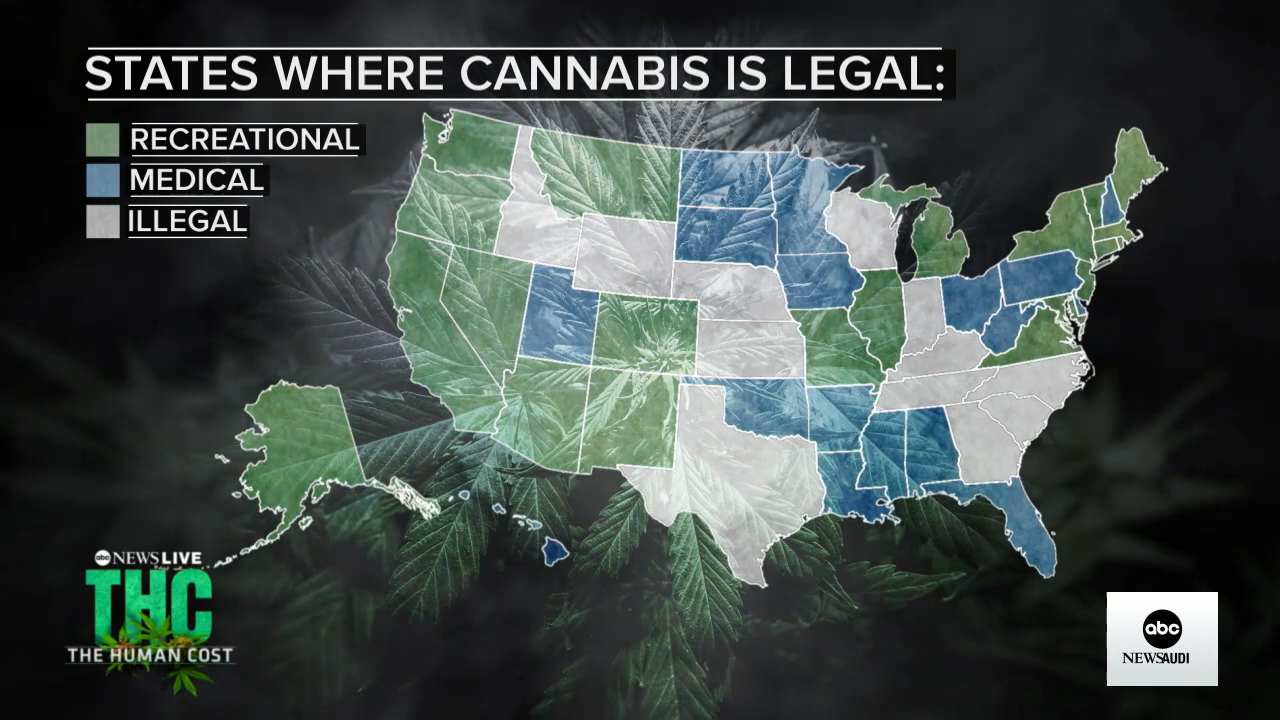 STATES WHERE CANNABIS IS LEGAL:
RECREATIONAL
MEDICAL
ILLEGAL
abc NEWS LIVE
THC
THE HUMAN COST
abc
NEWSAUDI